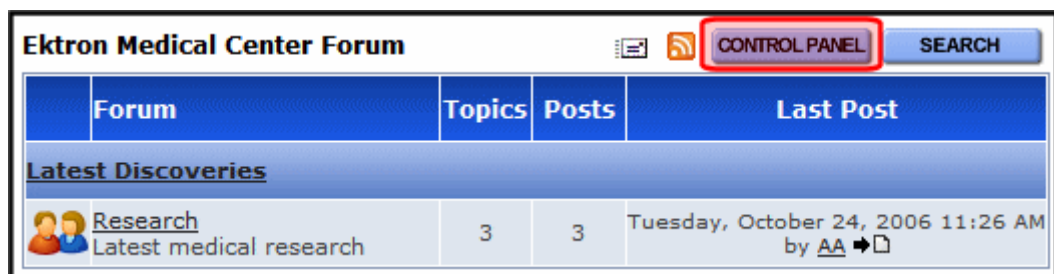 Ektron Medical Center Forum CONTROL PANEL SEARCH
Forum Topics Posts Last Post
Latest Discoveries
Research
Latest medical research 3 3 Tuesday, October 24, 2006 11:26 AM
by AA